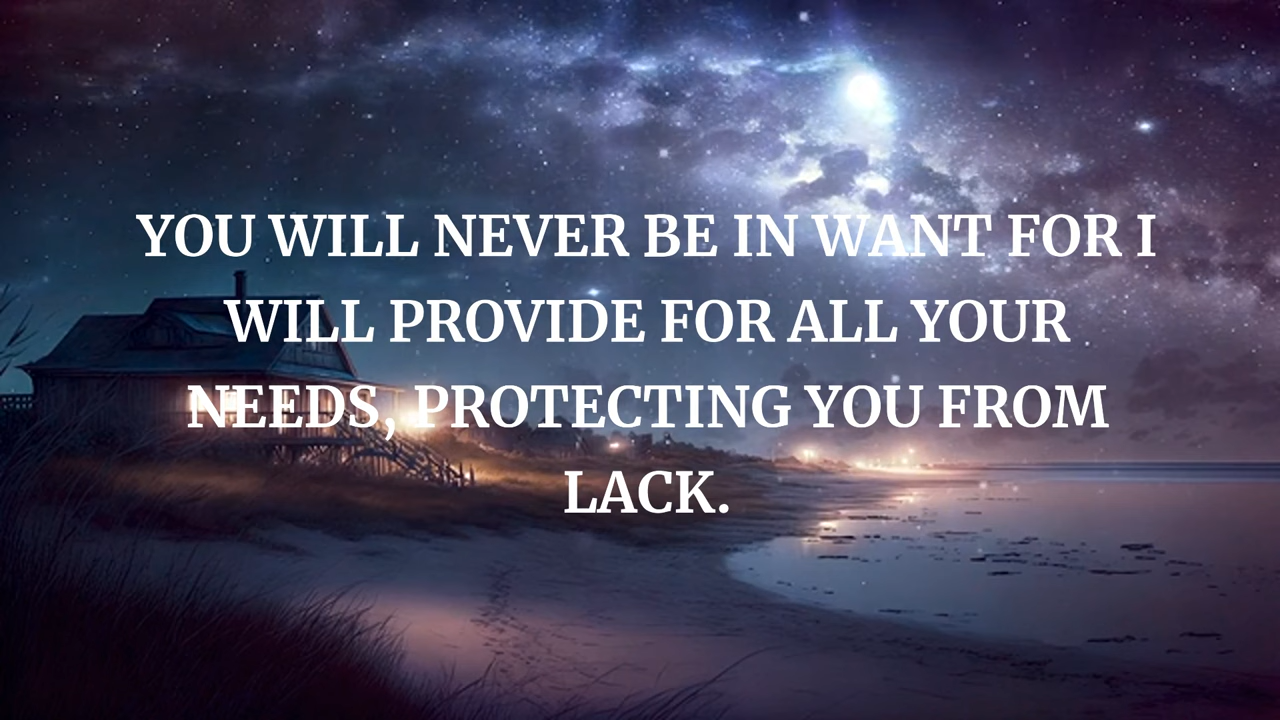 YOU WILL NEVER BE IN WANT FOR I
WILL PROVIDE FOR ALL YOUR
NEEDS, PROTECTING YOU FROM
LACK.